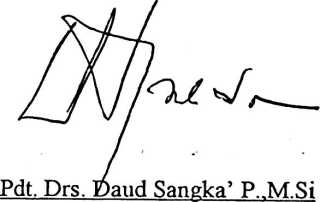 Pdt. Drs. Daud Sangka’ P.,M.Si